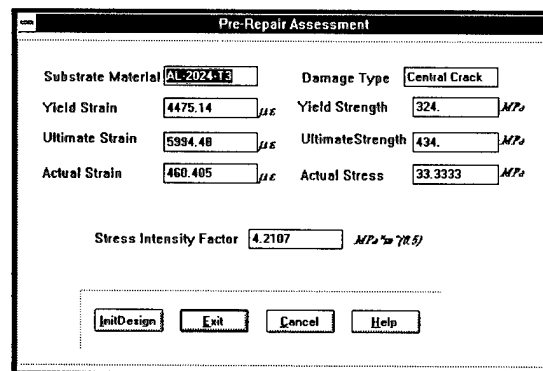 Pre-Repair Assessment
Substrate Material AL-2024-T3 Damage Type Central Crack
Yield Strain 4475.14 με Yield Strength 324. MPa
Ultimate Strain 5994.48 με UltimateStrength 434. MPa
Actual Strain 460.405 με Actual Stress 33.3333 MPa
Stress Intensity Factor 4.2107 MPa*m^(0.5)
InitDesign Exit Cancel Help